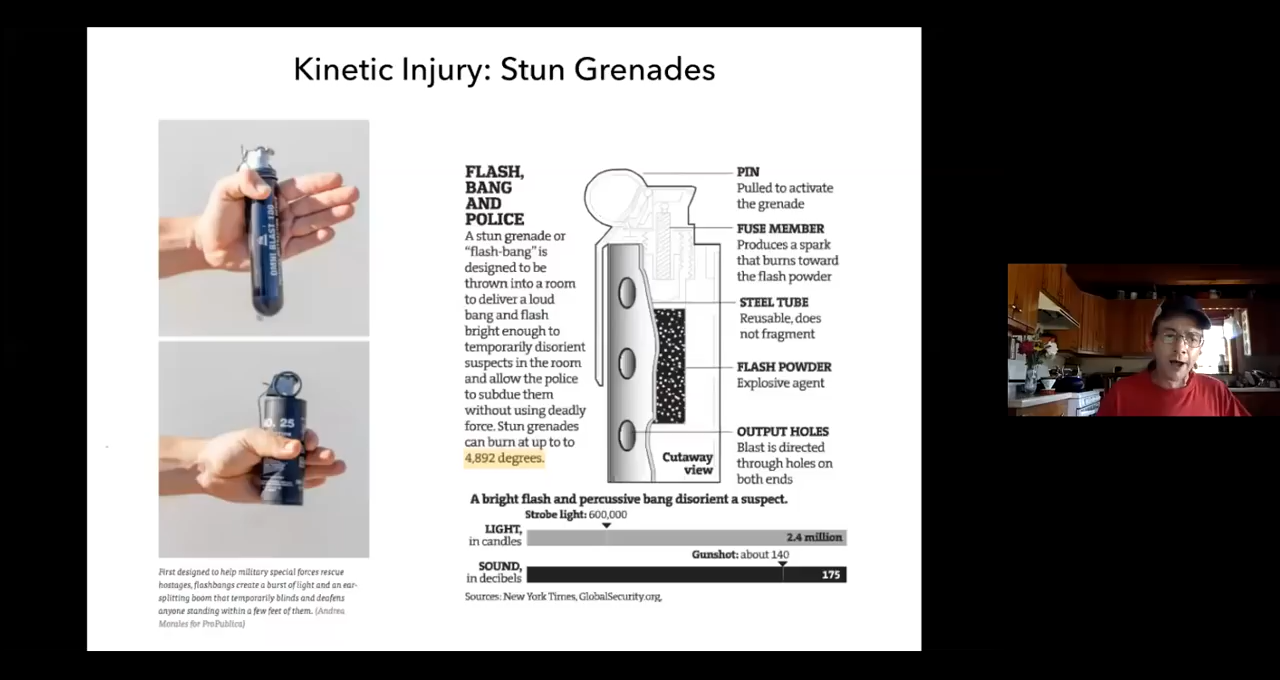 Kinetic Injury: Stun Grenades
OMNI BLAST 100
NO. 25
First designed to help military special forces rescue
hostages, flashbangs create a burst of light and an ear-
splitting boom that temporarily blinds and deafens
anyone standing within a few feet of them. (Andrea
Morales for ProPublica)
FLASH,
BANG
AND
POLICE
A stun grenade or
“flash-bang” is
designed to be
thrown into a room
to deliver a loud
bang and flash
bright enough to
temporarily disorient
suspects in the room
and allow the police
to subdue them
without using deadly
force. Stun grenades
can burn at up to to
4,892 degrees.
PIN
Pulled to activate
the grenade
FUSE MEMBER
Produces a spark
that burns toward
the flash powder
STEEL TUBE
Reusable, does
not fragment
FLASH POWDER
Explosive agent
OUTPUT HOLES
Blast is directed
through holes on
both ends
Cutaway
view
A bright flash and percussive bang disorient a suspect.
Strobe light: 600,000
LIGHT,
in candles
2.4 million
Gunshot: about 140
SOUND,
in decibels
175
Sources: New York Times, GlobalSecurity.org,